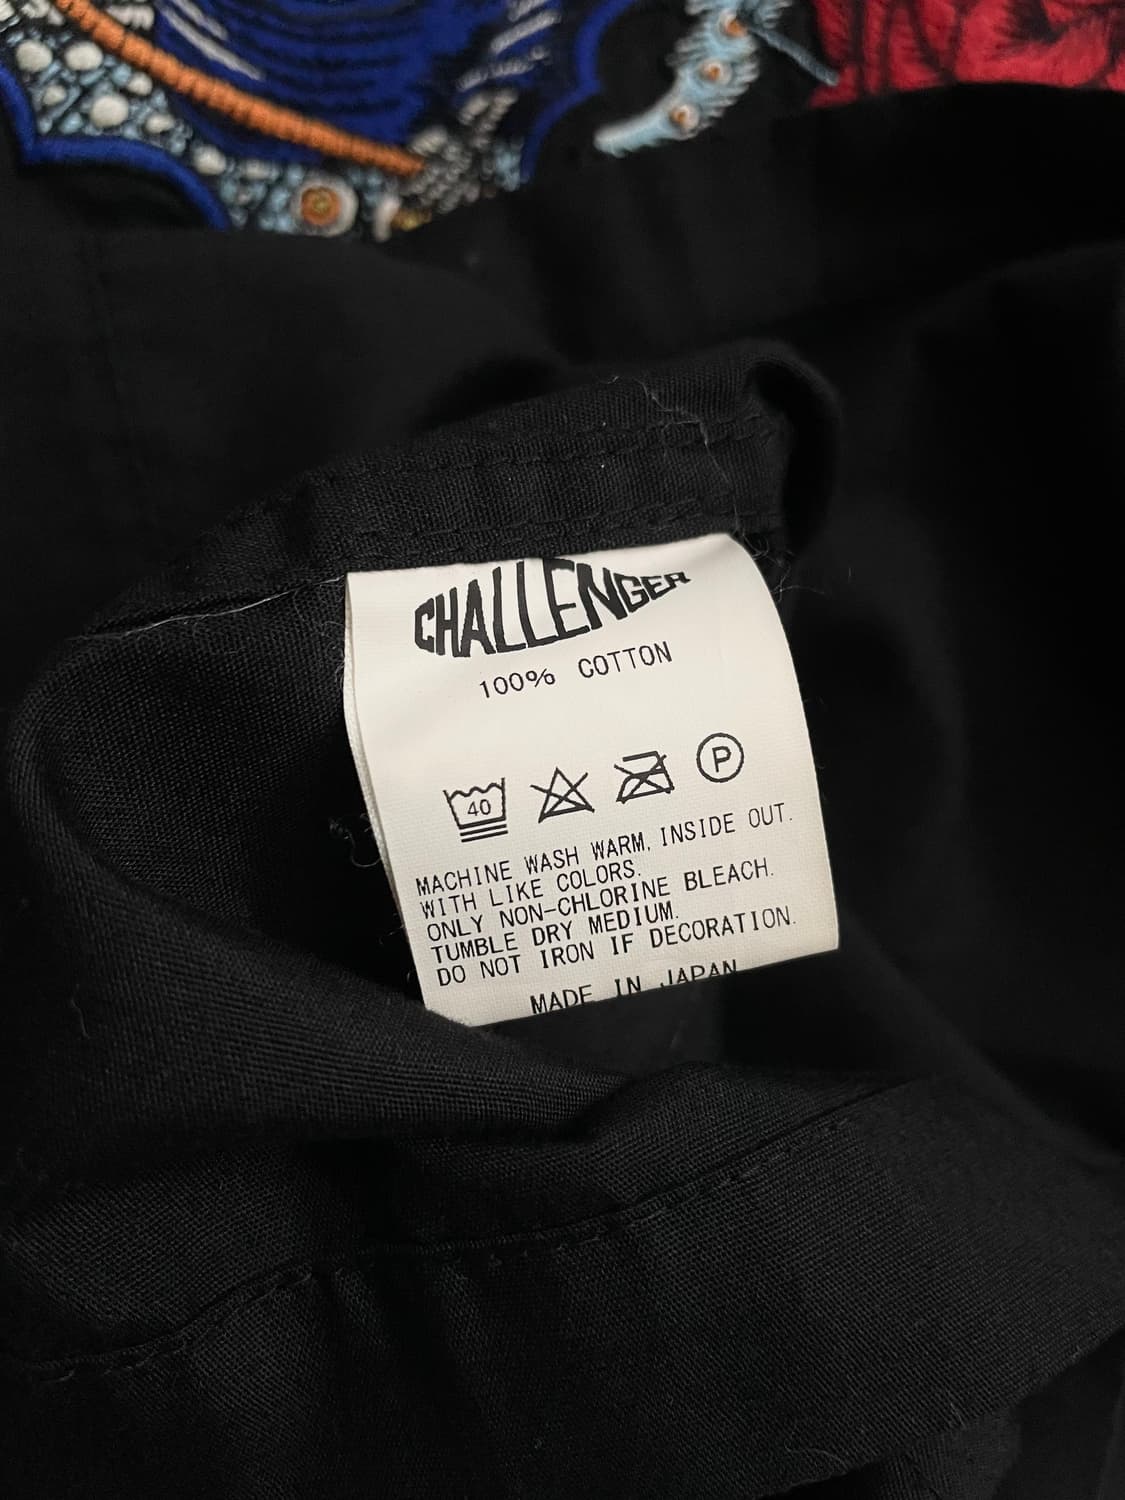 CHALLENGER
100% COTTON
40
P
MACHINE WASH WARM, INSIDE OUT.
WITH LIKE COLORS.
ONLY NON-CHLORINE BLEACH.
TUMBLE DRY MEDIUM.
DO NOT IRON IF DECORATION.
MADE IN JAPAN